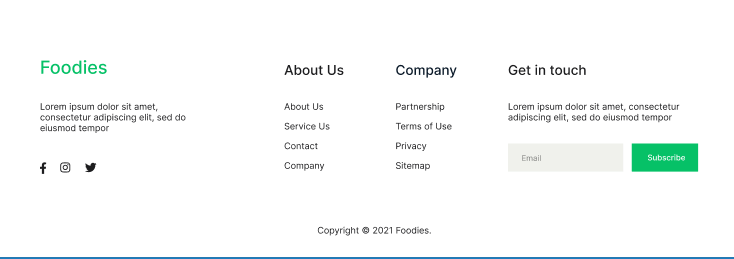 Foodies
Lorem ipsum dolor sit amet,
consectetur adipiscing elit, sed do
eiusmod tempor
About Us
About Us
Service Us
Contact
Company
Company
Partnership
Terms of Use
Privacy
Sitemap
Get in touch
Lorem ipsum dolor sit amet, consectetur
adipiscing elit, sed do eiusmod tempor
Email
Subscribe
Copyright © 2021 Foodies.